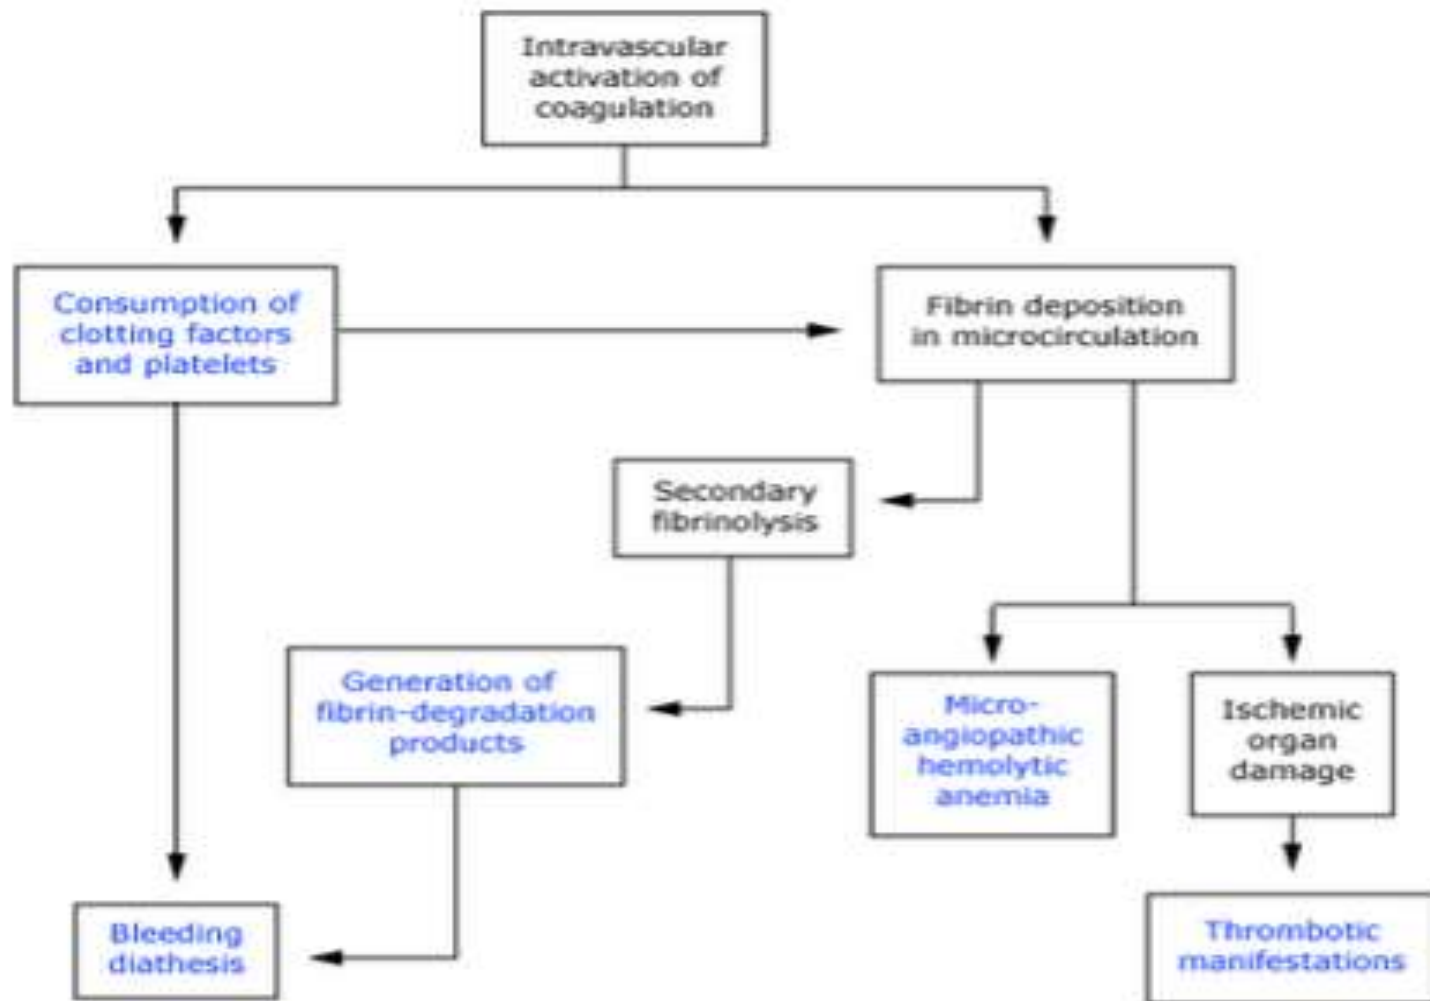 Intravascular
activation of
coagulation
Consumption of
clotting factors
and platelets
Fibrin deposition
in microcirculation
Secondary
fibrinolysis
Generation of
fibrin-degradation
products
Micro-
angiopathic
hemolytic
anemia
Ischemic
organ
damage
Bleeding
diathesis
Thrombotic
manifestations